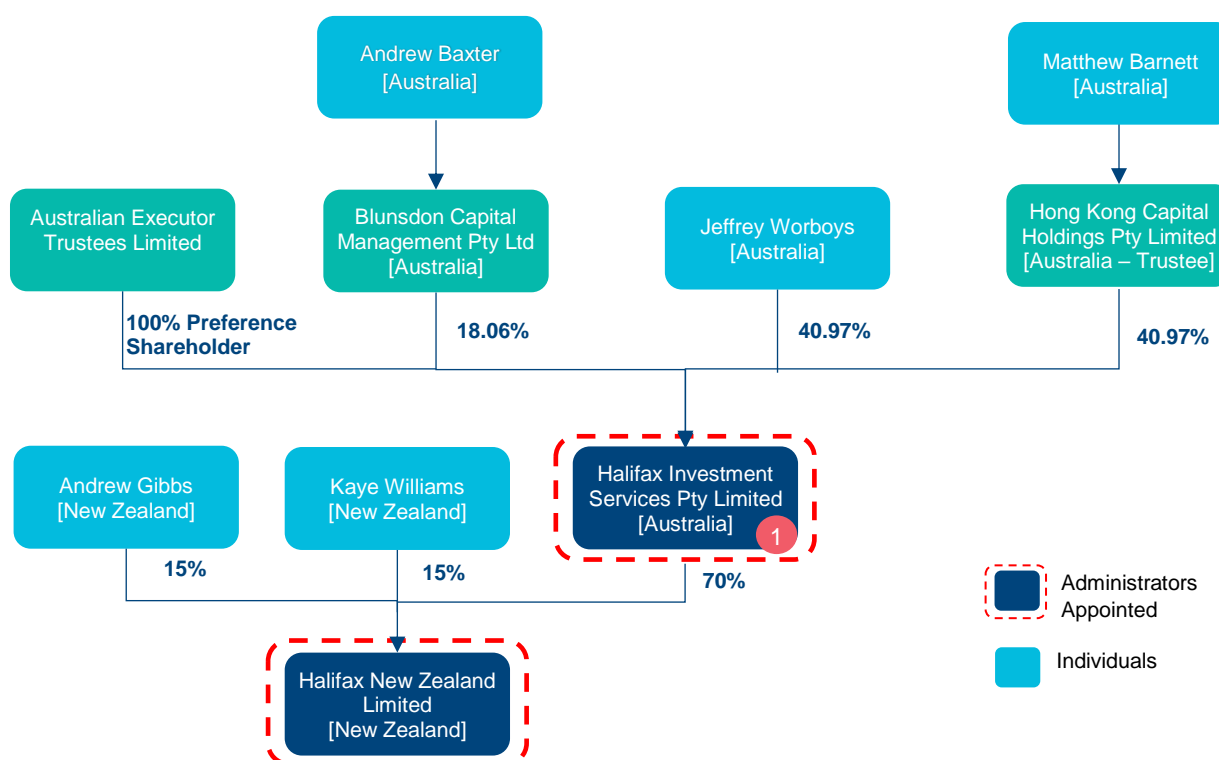 Andrew Baxter
[Australia]
Matthew Barnett
[Australia]
Australian Executor
Trustees Limited
Blunsdon Capital
Management Pty Ltd
[Australia]
Jeffrey Worboys
[Australia]
Hong Kong Capital
Holdings Pty Limited
[Australia – Trustee]
100% Preference
Shareholder
18.06%
40.97%
40.97%
Andrew Gibbs
[New Zealand]
Kaye Williams
[New Zealand]
Halifax Investment
Services Pty Limited
[Australia]
1
15%
15%
70%
Administrators
Appointed
Individuals
Halifax New Zealand
Limited
[New Zealand]